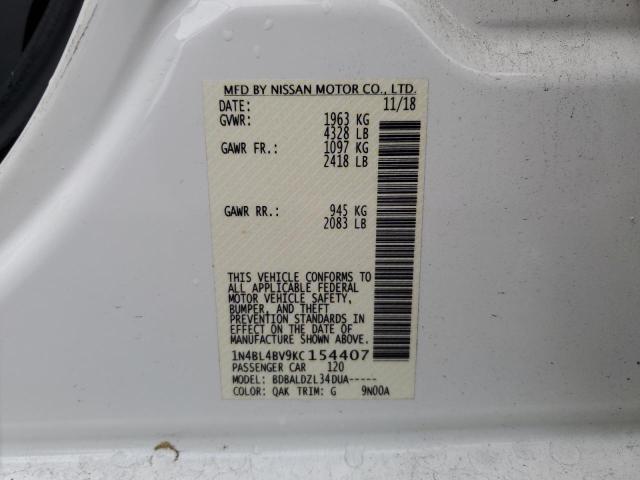 MFD BY NISSAN MOTOR CO., LTD.
DATE: 11/18
GVWR: 1963 KG
4328 LB
GAWR FR.: 1097 KG
2418 LB
GAWR RR.: 945 KG
2083 LB
THIS VEHICLE CONFORMS TO
ALL APPLICABLE FEDERAL
MOTOR VEHICLE SAFETY,
BUMPER, AND THEFT
PREVENTION STANDARDS IN
EFFECT ON THE DATE OF
MANUFACTURE SHOWN ABOVE.
1N4BL4BV9KC154407
PASSENGER CAR 120
MODEL: BDBALDZL34DUA-----
COLOR: QAK TRIM: G 9N00A